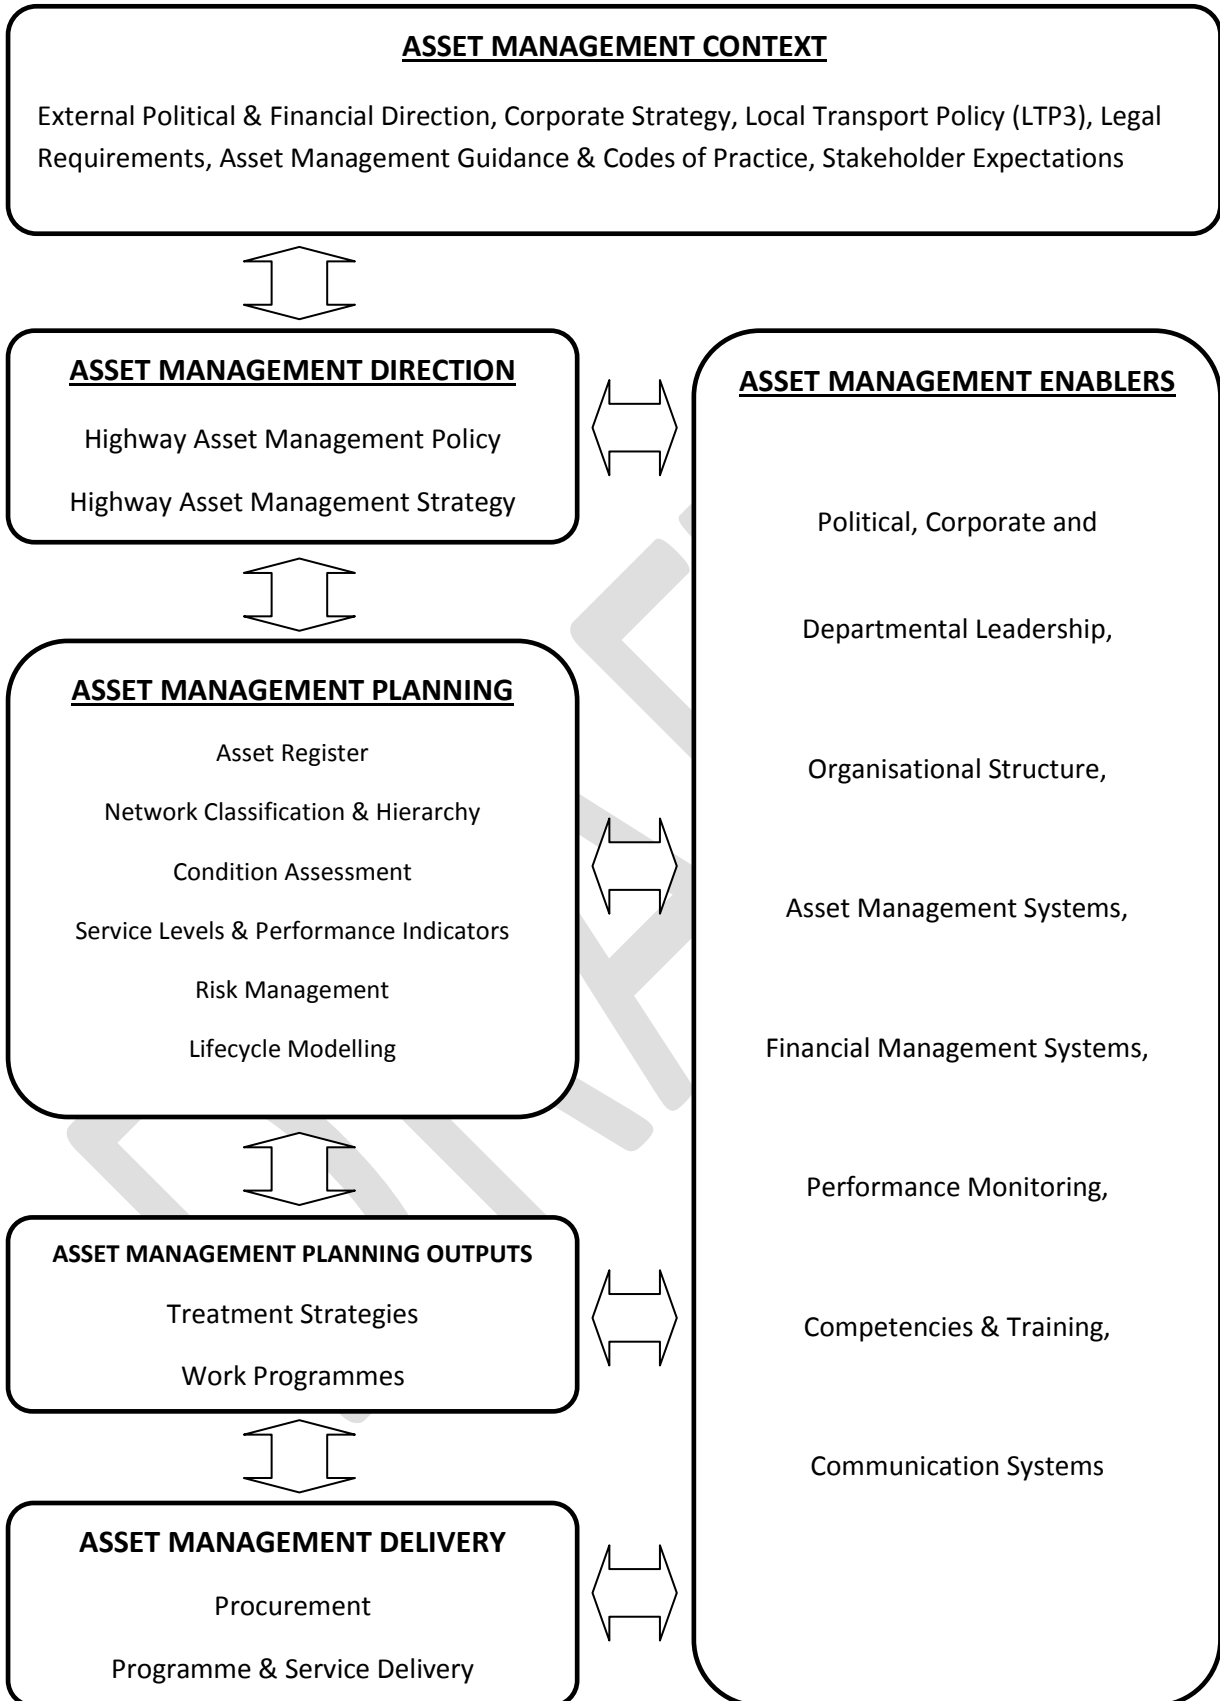 ASSET MANAGEMENT CONTEXT
External Political & Financial Direction, Corporate Strategy, Local Transport Policy (LTP3), Legal
Requirements, Asset Management Guidance & Codes of Practice, Stakeholder Expectations
ASSET MANAGEMENT DIRECTION
Highway Asset Management Policy
Highway Asset Management Strategy
ASSET MANAGEMENT PLANNING
Asset Register
Network Classification & Hierarchy
Condition Assessment
Service Levels & Performance Indicators
Risk Management
Lifecycle Modelling
ASSET MANAGEMENT PLANNING OUTPUTS
Treatment Strategies
Work Programmes
ASSET MANAGEMENT DELIVERY
Procurement
Programme & Service Delivery
ASSET MANAGEMENT ENABLERS
Political, Corporate and
Departmental Leadership,
Organisational Structure,
Asset Management Systems,
Financial Management Systems,
Performance Monitoring,
Competencies & Training,
Communication Systems